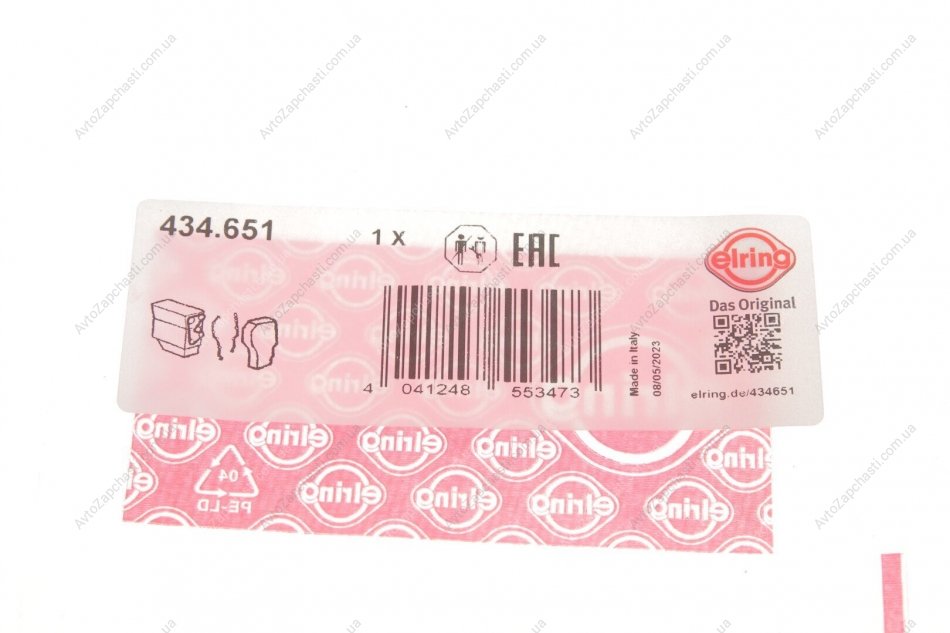 AvtoZapchasti.com.ua
434.651
1 X
EAC
elring
Das Original
4 041248 553473
Made in Italy
08/05/2023
elring.de/434651
elring
04
PE-LD